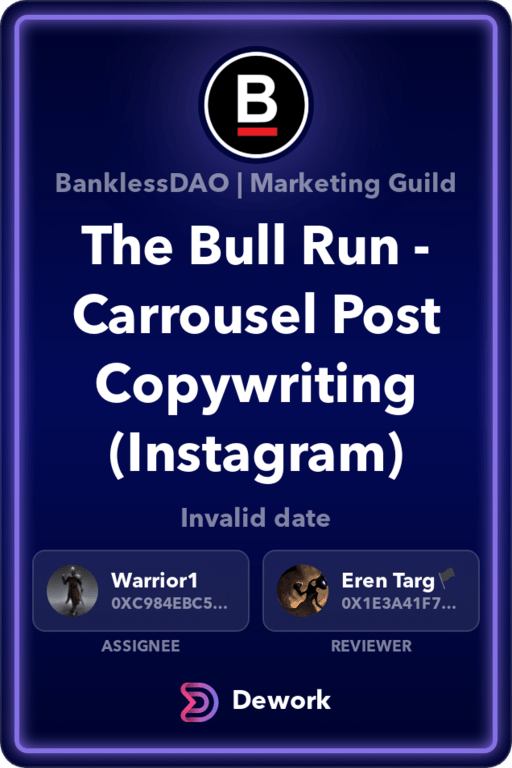 B
BanklessDAO | Marketing Guild
The Bull Run -
Carrousel Post
Copywriting
(Instagram)
Invalid date
Warrior1
0XC984EBC5...
Eren Targ🏴
0X1E3A41F7...
ASSIGNEE
REVIEWER
Dework